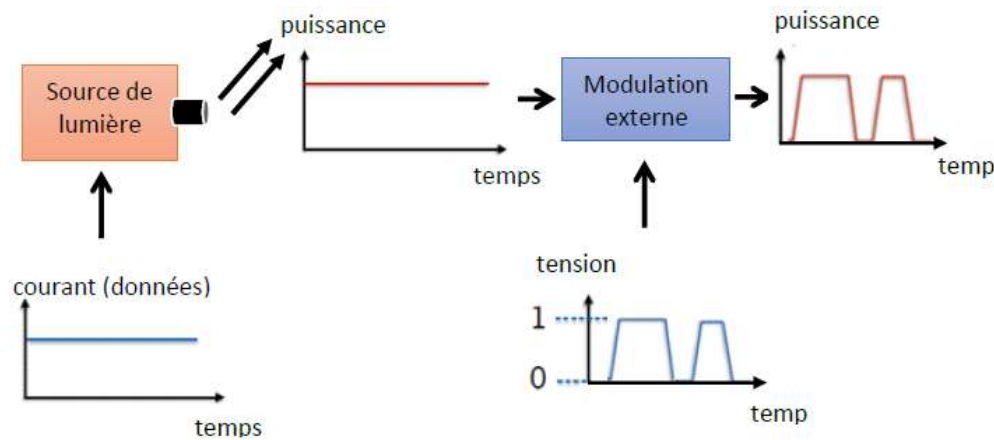 puissance
puissance
Source de
lumière
Modulation
externe
temps
temp
courant (données)
tension
1
0
temps
temp